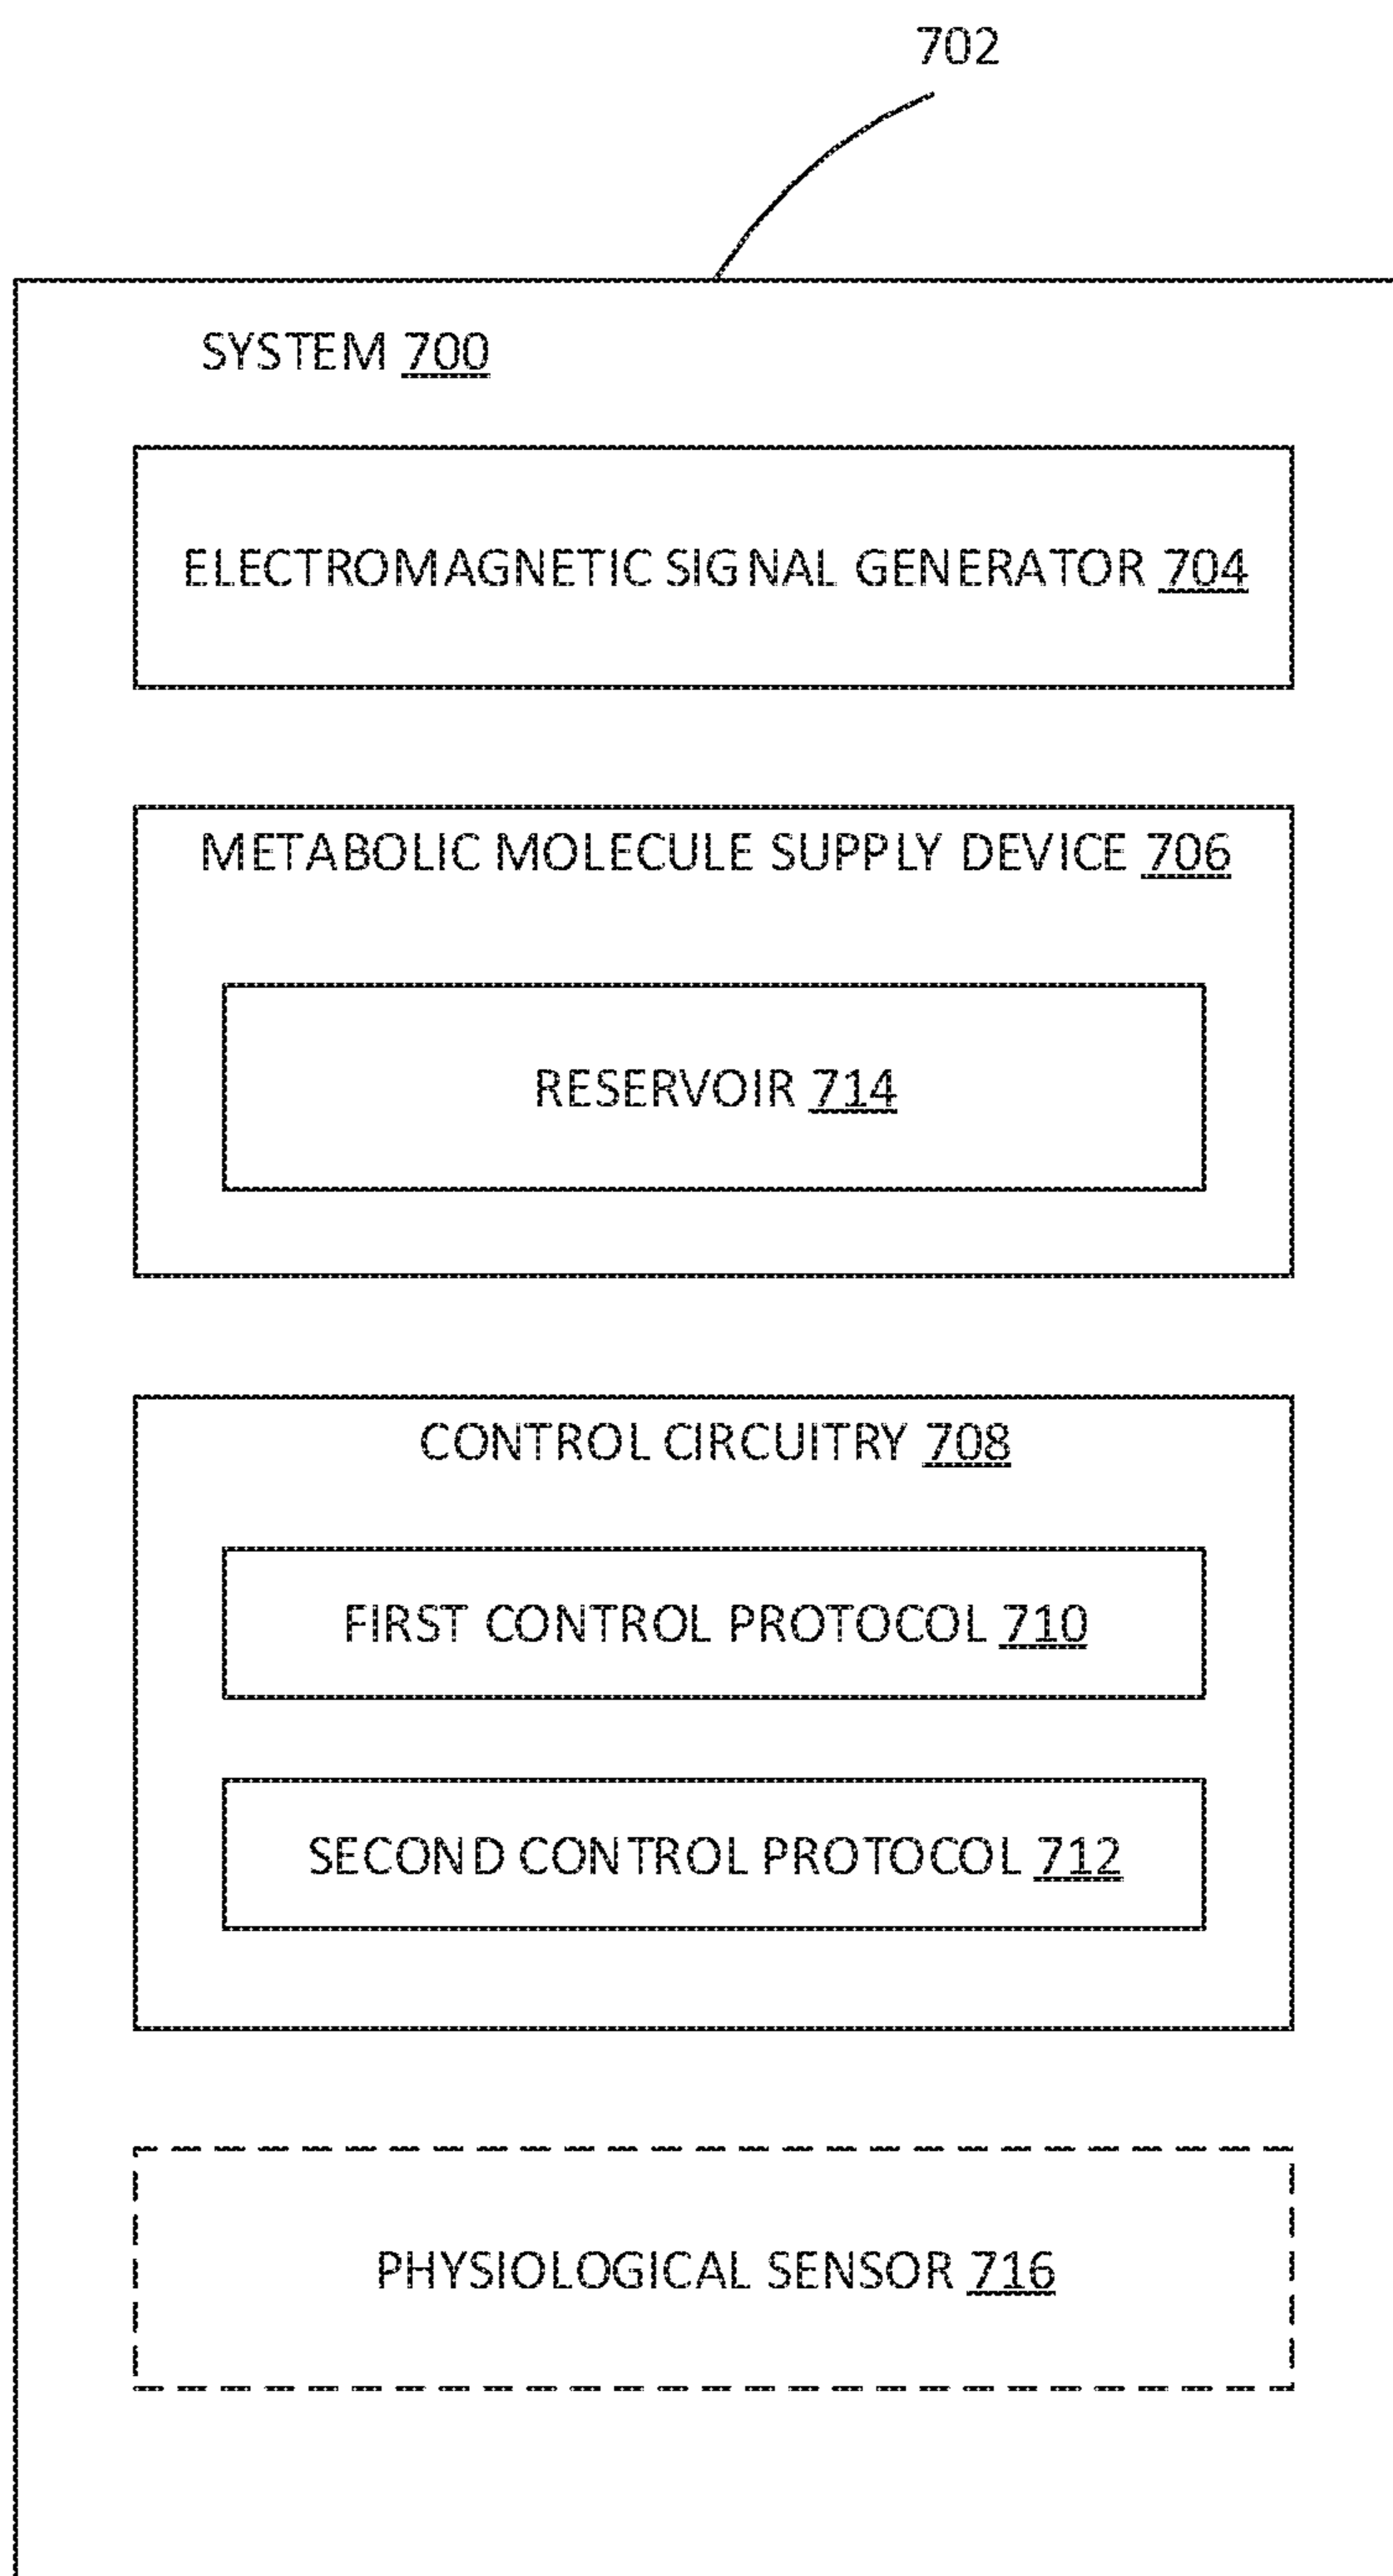 702
SYSTEM 700
ELECTROMAGNETIC SIGNAL GENERATOR 704
METABOLIC MOLECULE SUPPLY DEVICE 706
RESERVOIR 714
CONTROL CIRCUITRY 708
FIRST CONTROL PROTOCOL 710
SECOND CONTROL PROTOCOL 712
PHYSIOLOGICAL SENSOR 716